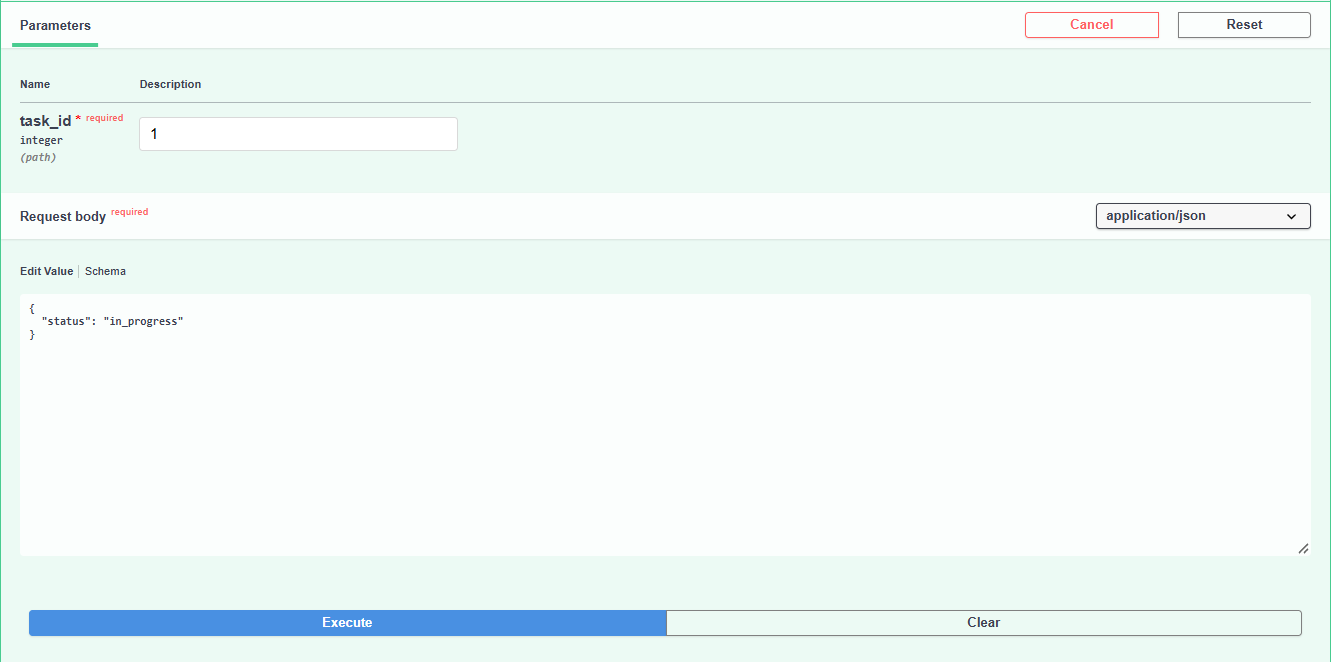 Parameters
Cancel
Reset
Name
Description
task_id * required
integer
(path)
1
Request body required
application/json
Edit Value | Schema
{
  "status": "in_progress"
}
Execute
Clear